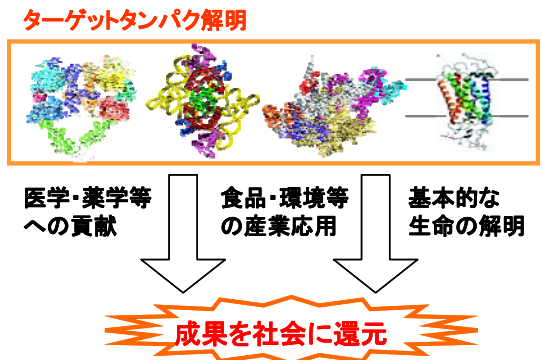 ターゲットタンパク解明
医学・薬学等
への貢献
食品・環境等
の産業応用
基本的な
生命の解明
成果を社会に還元